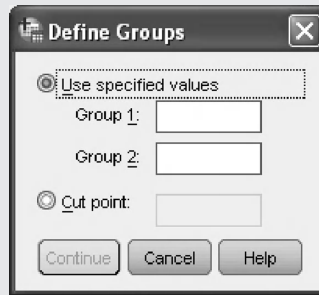 Define Groups
Use specified values
Group 1:
Group 2:
Cut point:
Continue Cancel Help